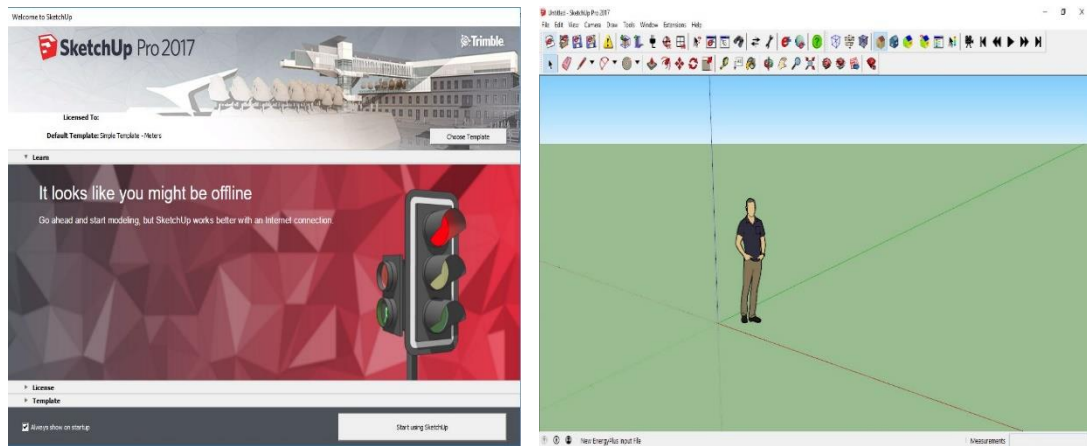 Welcome to SketchUp
SketchUp Pro 2017
Trimble
Licensed To:
Default Template: Simple Template - Meters
Choose Template
Learn
It looks like you might be offline
Go ahead and start modeling, but SketchUp works better with an Internet connection.
License
Template
Always show on startup
Start using SketchUp
Untitled - SketchUp Pro 2017
File Edit View Camera Draw Tools Window Extensions Help
New EnergyPlus Input File
Measurements